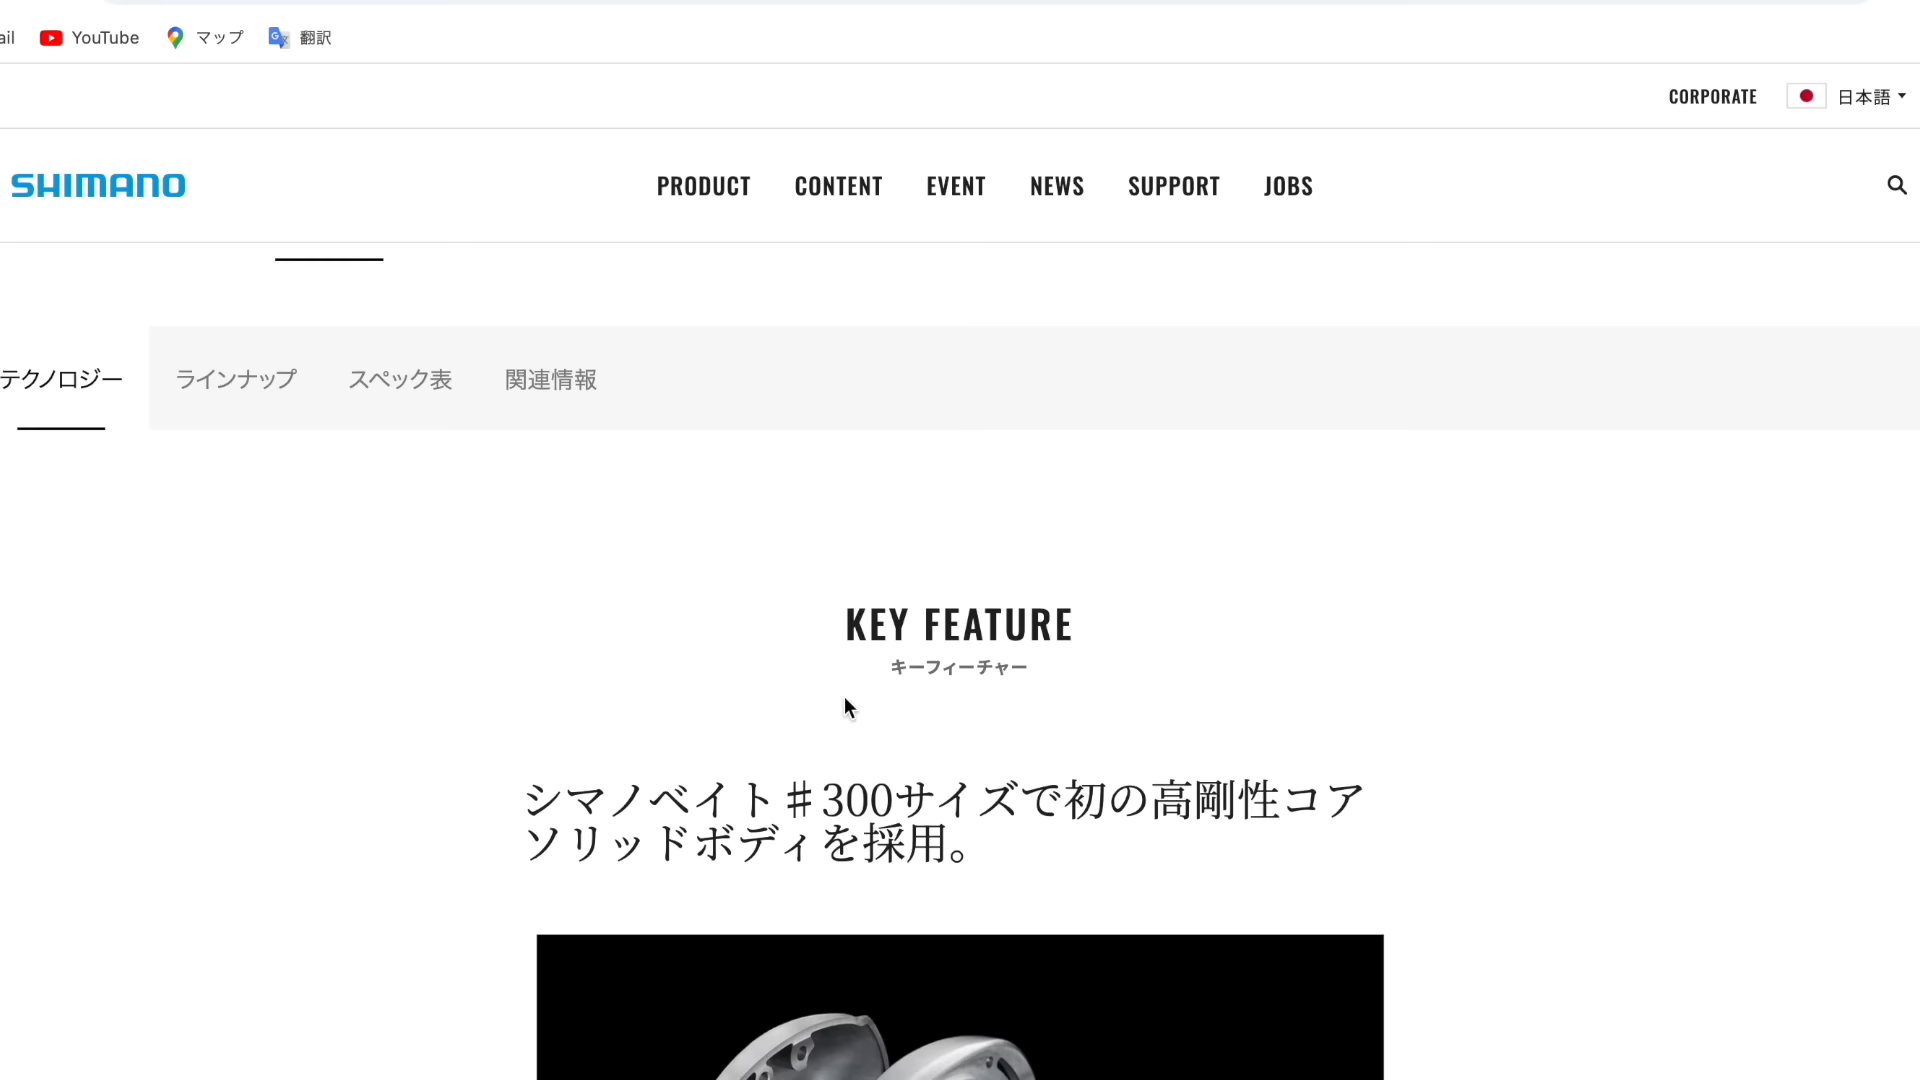 ail YouTube マップ 翻訳
CORPORATE 日本語
SHIMANO PRODUCT CONTENT EVENT NEWS SUPPORT JOBS
テクノロジー ラインナップ スペック表 関連情報
KEY FEATURE
キーフィーチャー
シマノベイト♯300サイズで初の高剛性コア
ソリッドボディを採用。